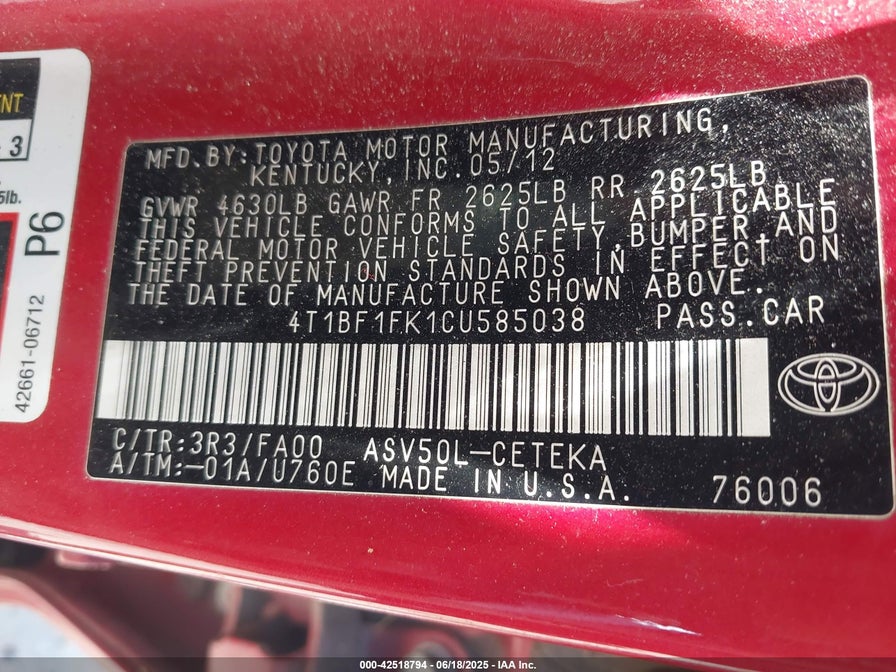 NT
3
5lb.
P6
42661-06712
MFD.BY:TOYOTA MOTOR MANUFACTURING,
KENTUCKY,INC.05/12
GVWR 4630LB GAWR FR 2625LB RR 2625LB
THIS VEHICLE CONFORMS TO ALL APPLICABLE
FEDERAL MOTOR VEHICLE SAFETY,BUMPER,AND
THEFT PREVENTION STANDARDS IN EFFECT ON
THE DATE OF MANUFACTURE SHOWN ABOVE.
4T1BF1FK1CU585038 PASS.CAR
C/TR:3R3/FA00 ASV50L-CETEKA
A/TM:-01A/U760E MADE IN U.S.A. 76006
000-42518794 - 06/18/2025 - IAA Inc.